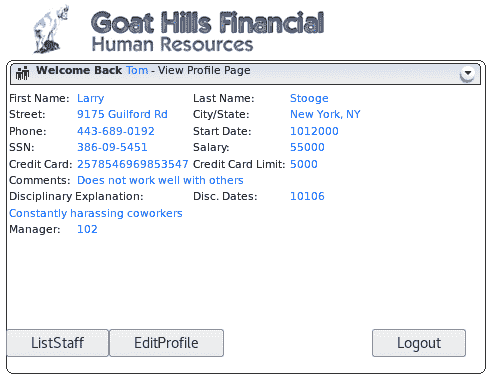 Goat Hills Financial
Human Resources
Welcome Back Tom - View Profile Page
First Name: Larry Last Name: Stooge
Street: 9175 Guilford Rd City/State: New York, NY
Phone: 443-689-0192 Start Date: 1012000
SSN: 386-09-5451 Salary: 55000
Credit Card: 2578546969853547 Credit Card Limit: 5000
Comments: Does not work well with others
Disciplinary Explanation: Disc. Dates: 10106
Constantly harassing coworkers
Manager: 102
ListStaff EditProfile Logout